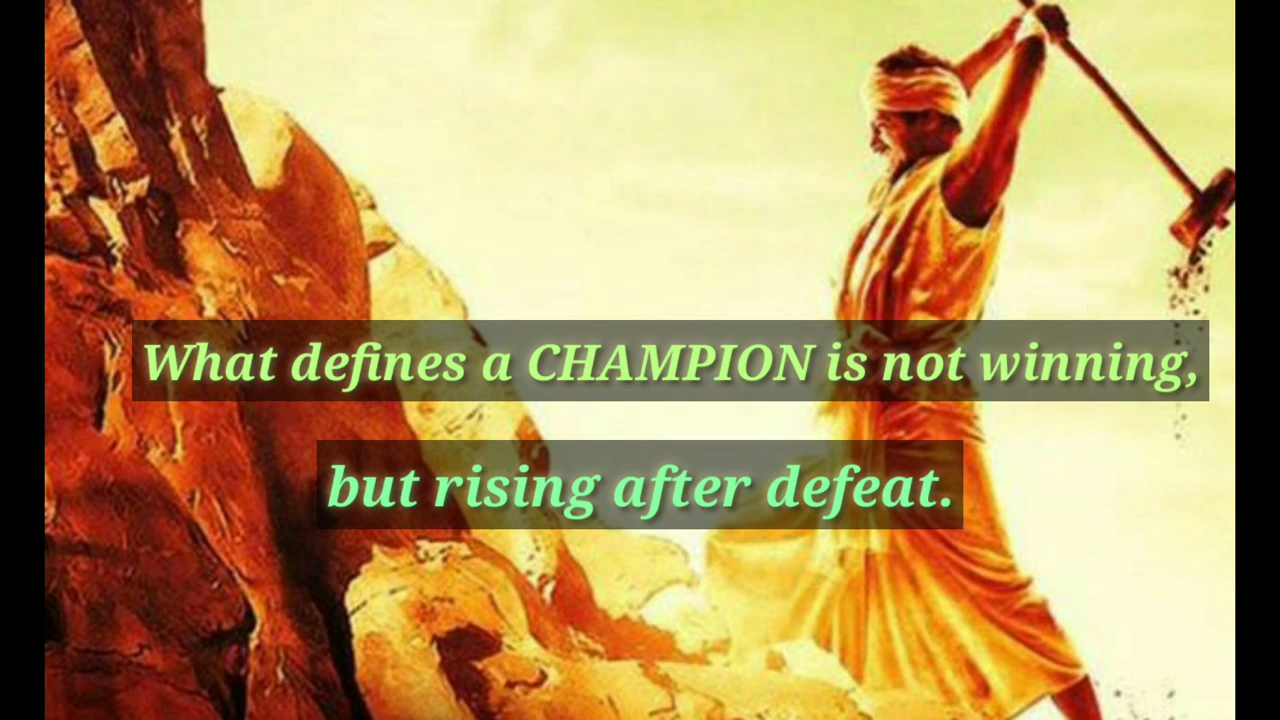 What defines a CHAMPION is not winning,
but rising after defeat.